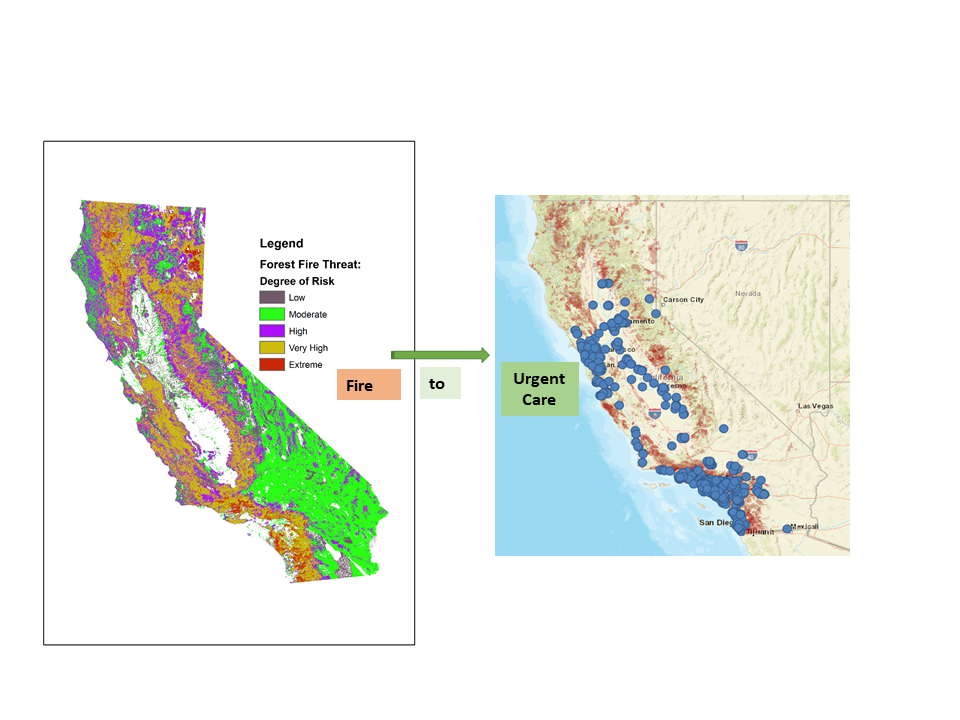 Legend
Forest Fire Threat:
Degree of Risk
Low
Moderate
High
Very High
Extreme
Fire
to
Urgent
Care
Carson City
Nevada
Las Vegas
San Dieg
Tijuana
Mexicali